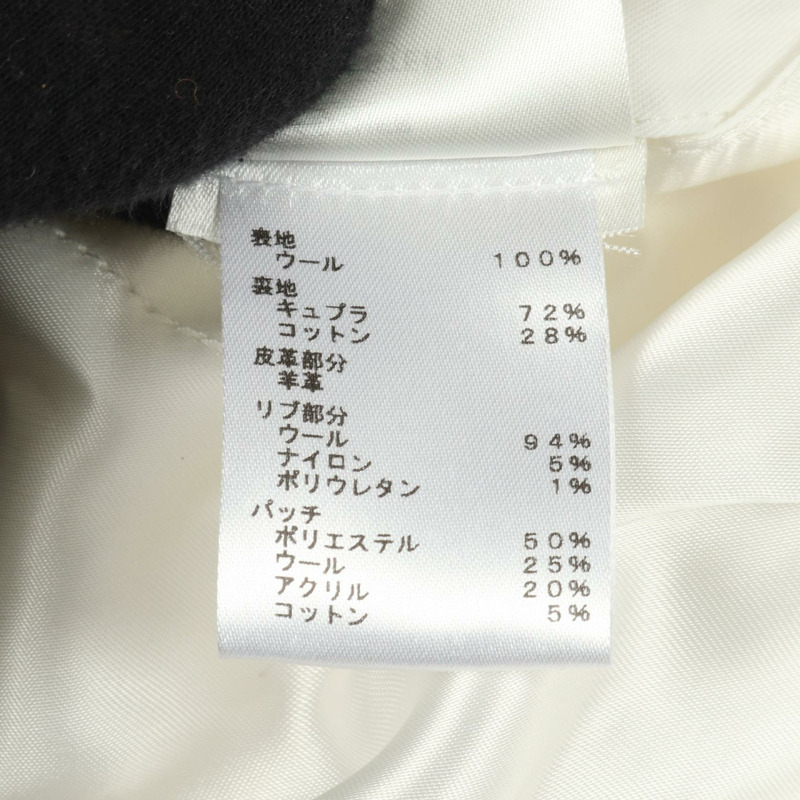 表地
ウール 100%
裏地
キュプラ 72%
コットン 28%
皮革部分
羊革
リブ部分
ウール 94%
ナイロン 5%
ポリウレタン 1%
パッチ
ポリエステル 50%
ウール 25%
アクリル 20%
コットン 5%